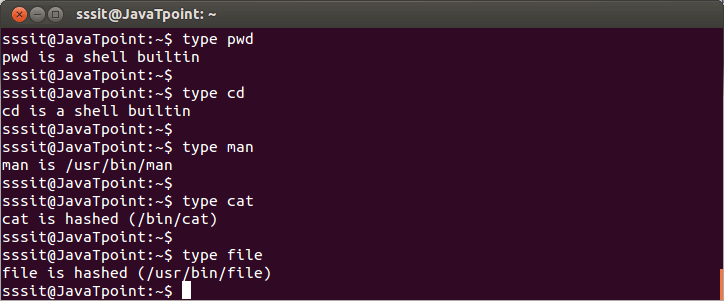 sssit@JavaTpoint: ~
sssit@JavaTpoint:~$ type pwd
pwd is a shell builtin
sssit@JavaTpoint:~$
sssit@JavaTpoint:~$ type cd
cd is a shell builtin
sssit@JavaTpoint:~$
sssit@JavaTpoint:~$ type man
man is /usr/bin/man
sssit@JavaTpoint:~$
sssit@JavaTpoint:~$ type cat
cat is hashed (/bin/cat)
sssit@JavaTpoint:~$
sssit@JavaTpoint:~$ type file
file is hashed (/usr/bin/file)
sssit@JavaTpoint:~$